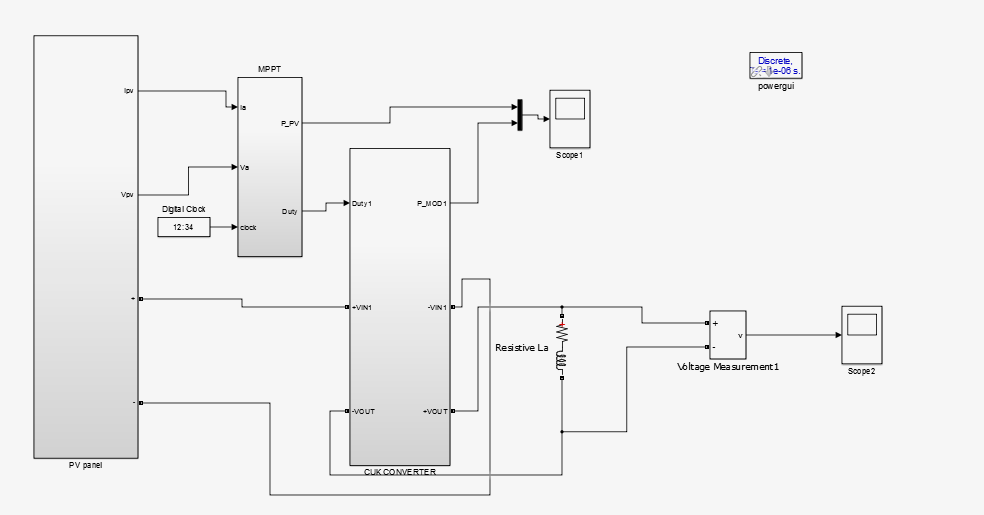 Discrete,
1e-06 s.
powergui
MPPT
Ipv
Ia
P_PV
Scope1
Va
Vpv
Digital Clock
12:34
Duty
Duty1
P_MOD1
clock
+
+VIN1
-VIN1
+
-
v
Resistive La
Voltage Measurement1
Scope2
-
-VOUT
+VOUT
PV panel
CUK CONVERTER